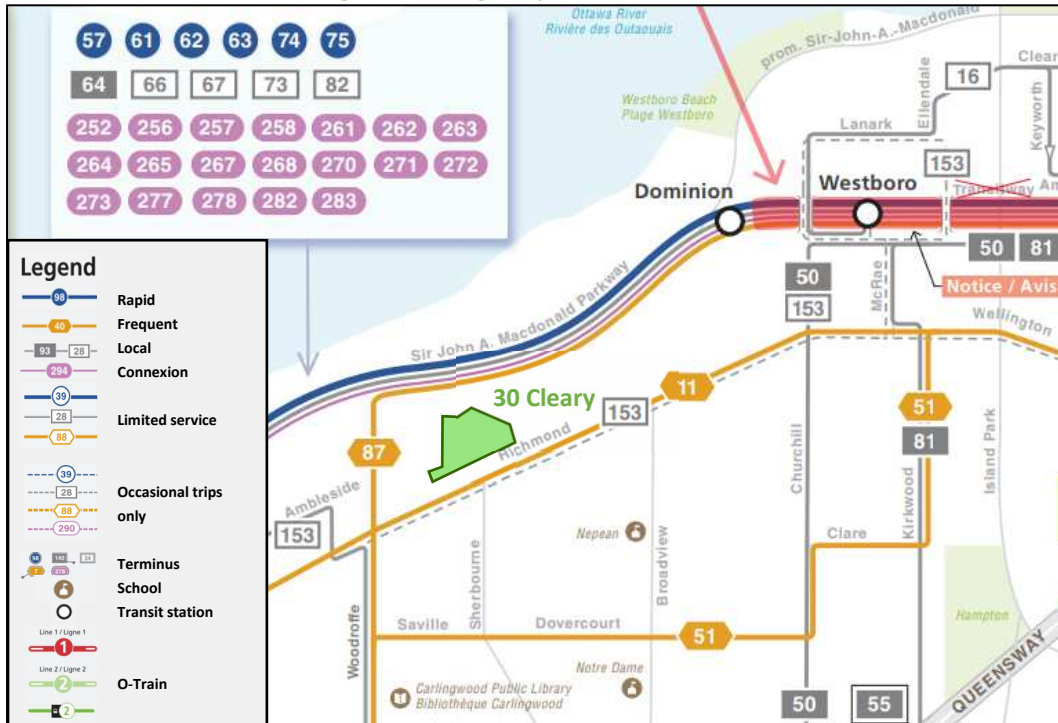 57 61 62 63 74 75
64 66 67 73 82
252 256 257 258 261 262 263
264 265 267 268 270 271 272
273 277 278 282 283
Ottawa River
Rivière des Outaouais
prom. Sir-John-A.-Macdonald
Westboro Beach
Plage Westboro
Clear
16
Ellendale
Lanark
Keyworth
153
Dominion
Westboro
Transitway
50 81
50
153
McRae
Notice / Avis
Wellington
Sir John A. Macdonald Parkway
11
30 Cleary
153
Richmond
51
81
87
Churchill
Kirkwood
Island Park
Ambleside
153
Nepean
Clare
Sherbourne
Broadview
Hampton
Woodroffe
Saville
Dovercourt
51
QUEENSWAY
Notre Dame
Carlingwood Public Library
Bibliothèque Carlingwood
50
55
Legend
98 Rapid
40 Frequent
93 28 Local
294 Connexion
39
28 Limited service
88
39
28 Occasional trips
88 only
290
Terminus
School
Transit station
Line 1 / Ligne 1
1
Line 2 / Ligne 2
2 O-Train
2